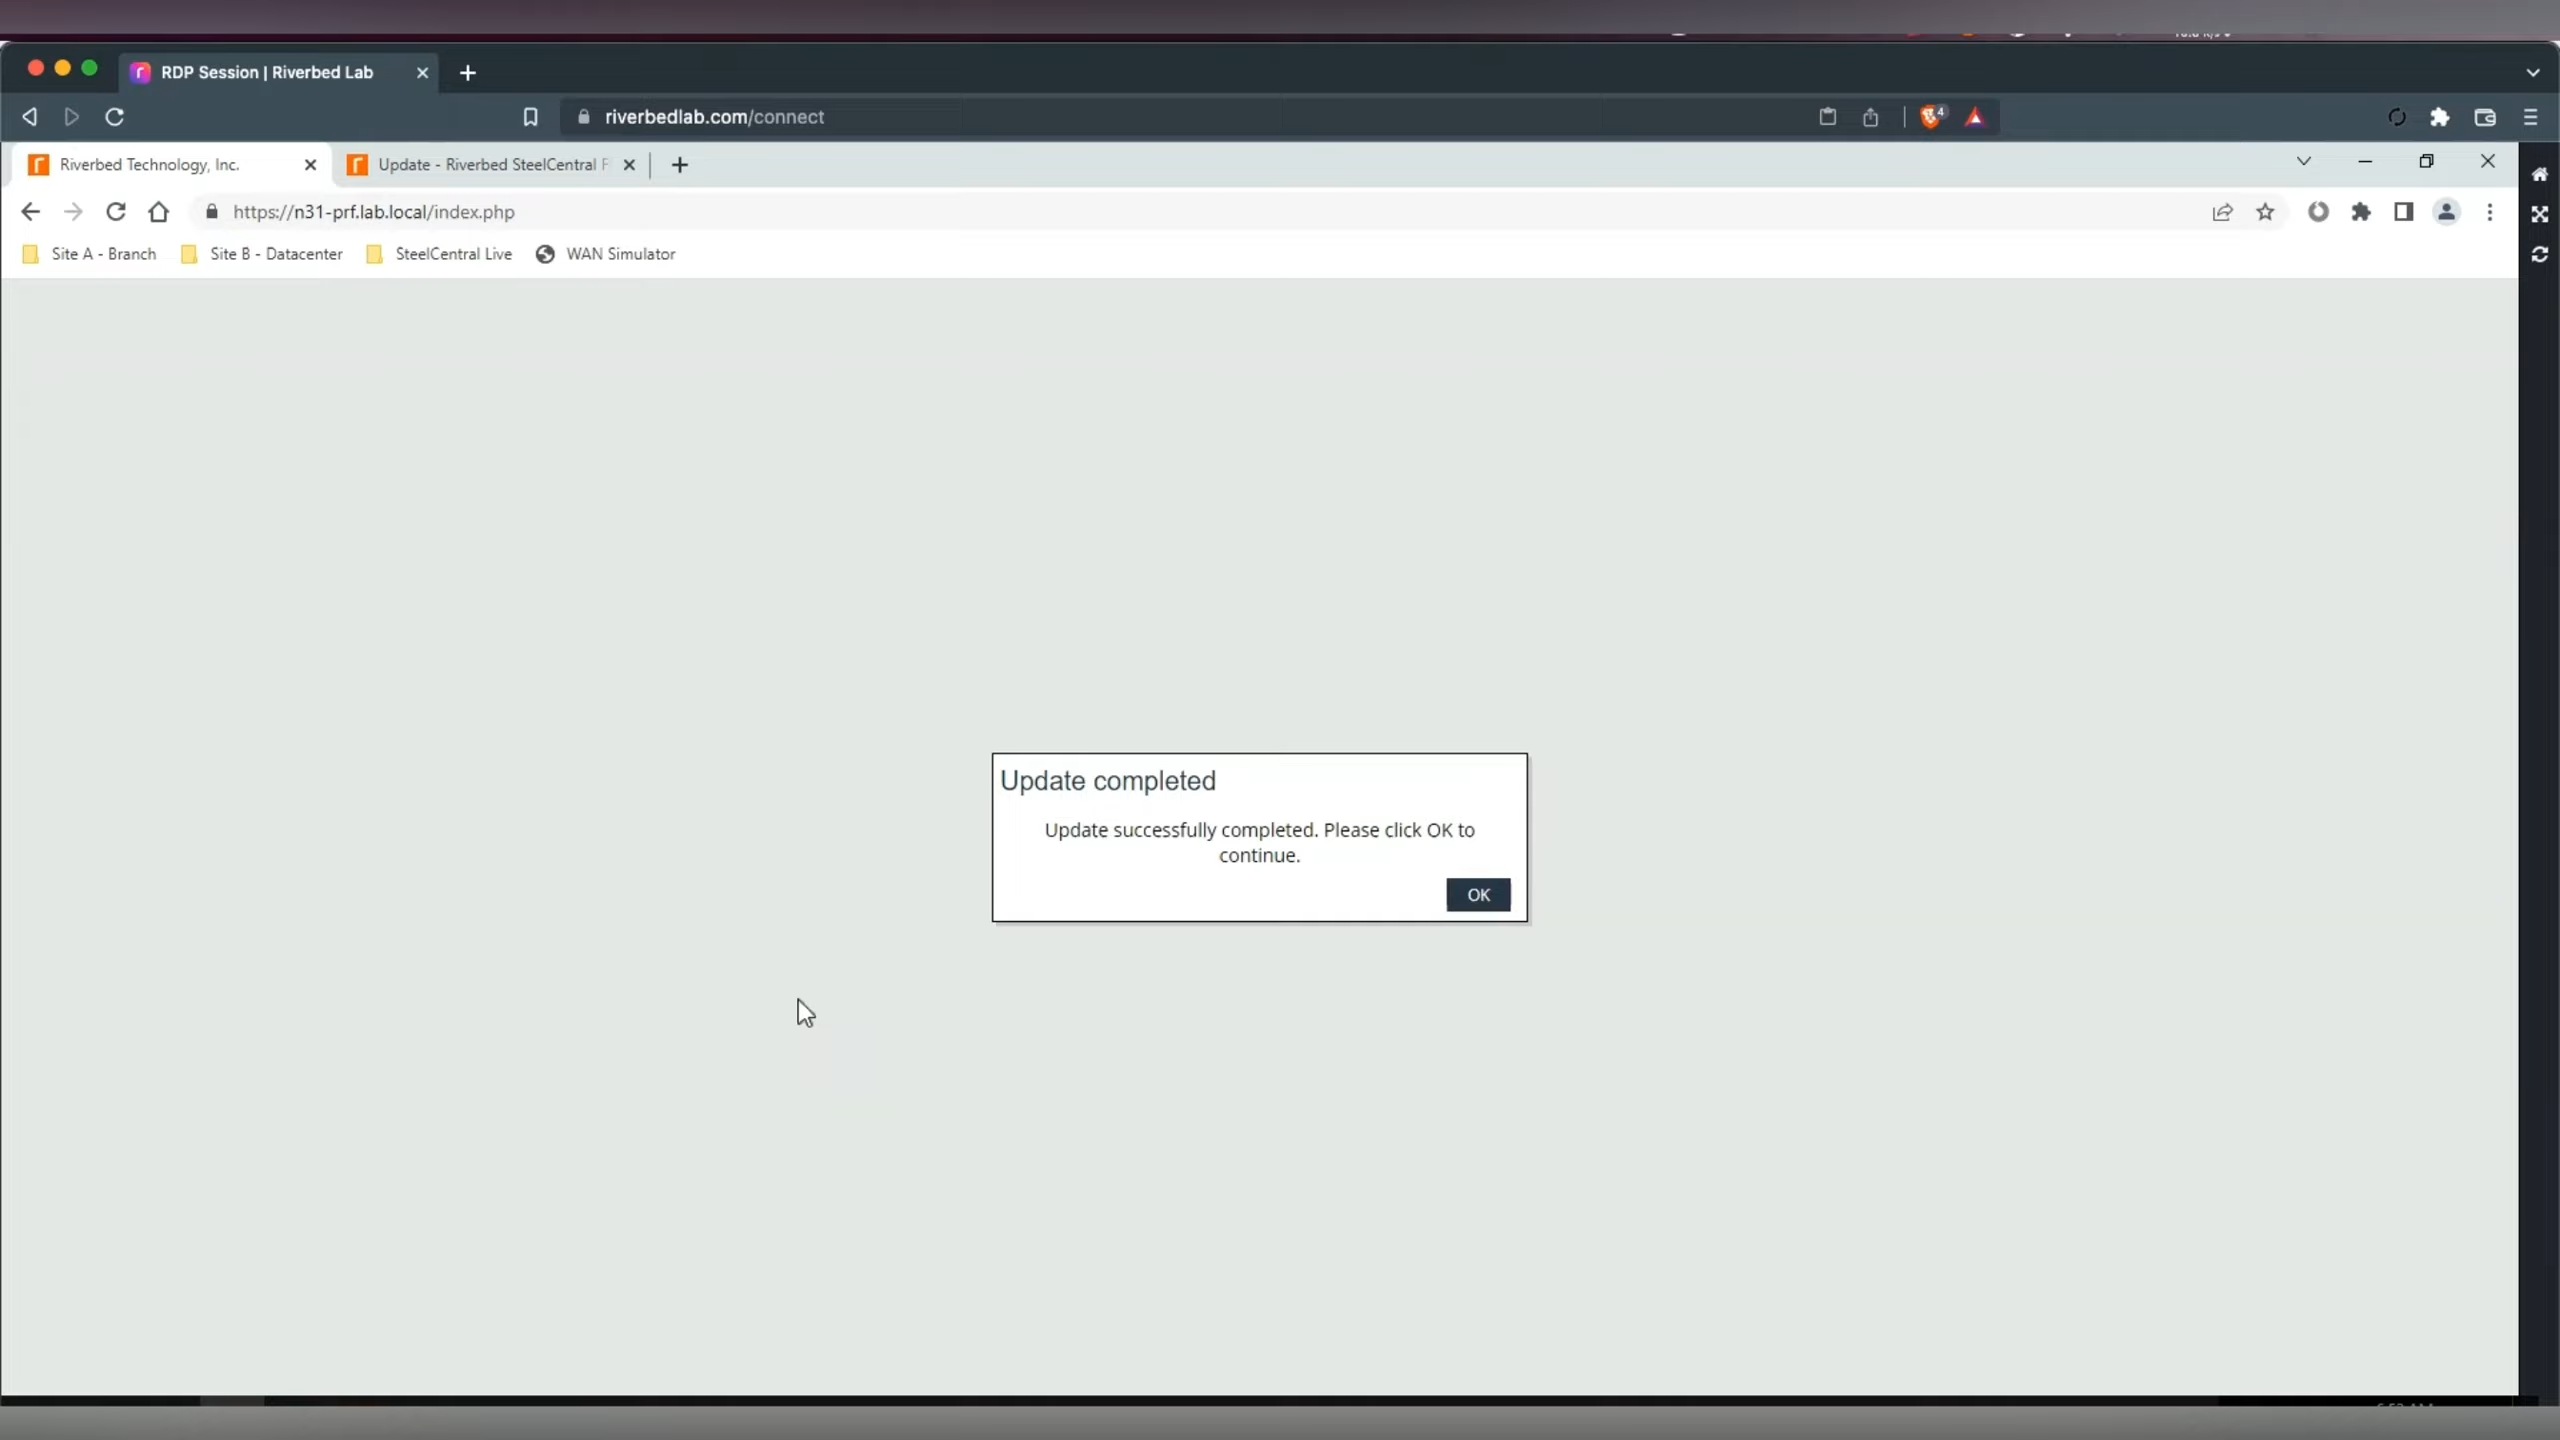 RDP Session | Riverbed Lab
riverbedlab.com/connect
4
Riverbed Technology, Inc.
Update - Riverbed SteelCentral F
https://n31-prf.lab.local/index.php
Site A - Branch
Site B - Datacenter
SteelCentral Live
WAN Simulator
Update completed
Update successfully completed. Please click OK to
continue.
OK